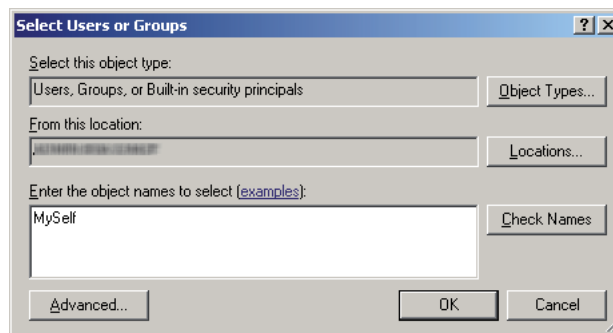 Select Users or Groups
Select this object type:
Users, Groups, or Built-in security principals
Object Types...
From this location:
Locations...
Enter the object names to select (examples):
MySelf
Check Names
Advanced...
OK
Cancel